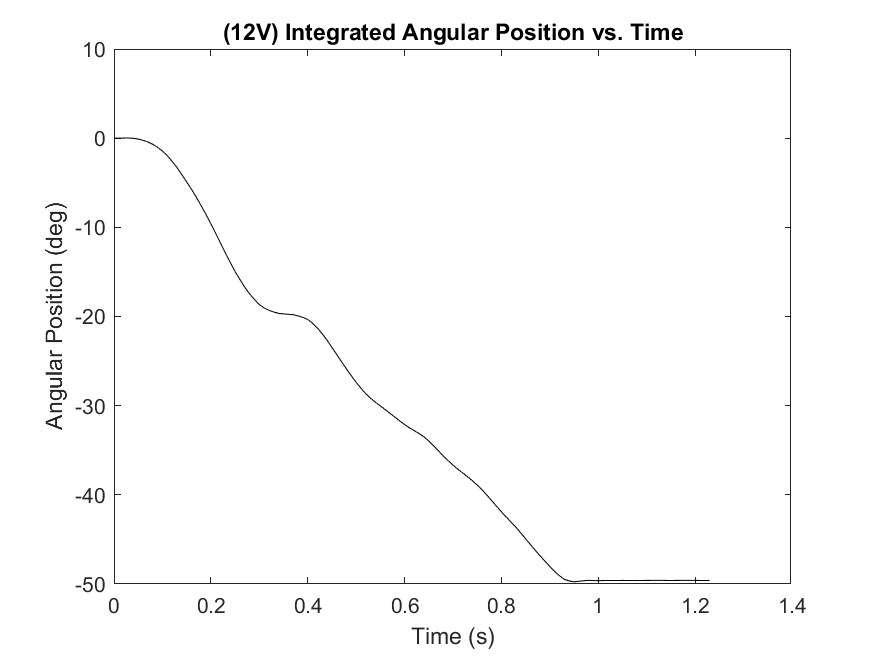 (12V) Integrated Angular Position vs. Time
10
0
-10
-20
-30
-40
-50
Angular Position (deg)
0 0.2 0.4 0.6 0.8 1 1.2 1.4
Time (s)